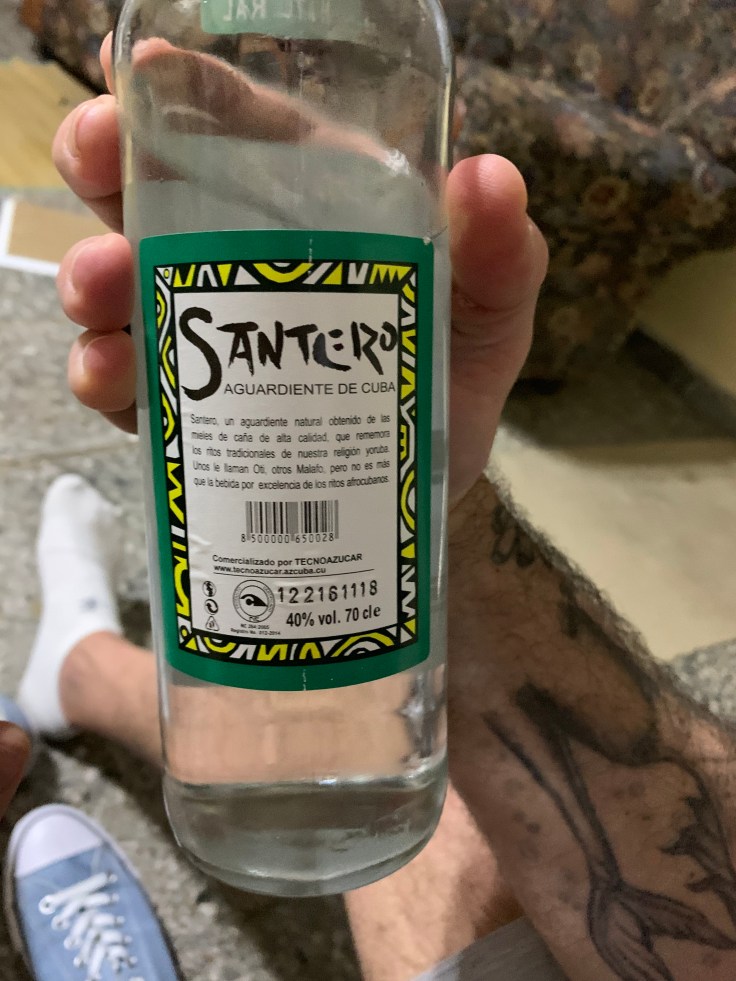 SANTERO
AGUARDIENTE DE CUBA
Santero, un aguardiente natural obtenido de las
mieles de caña de alta calidad, que rememora
los ritos tradicionales de nuestra religión yoruba.
Unos le llaman Oti, otros Malafo, pero no es más
que la bebida por excelencia de los ritos afrocubanos.
8 500000 650028
Comercializado por TECNOAZUCAR
www.tecnoazucar.azcuba.cu
122161118
40% vol. 70 cle